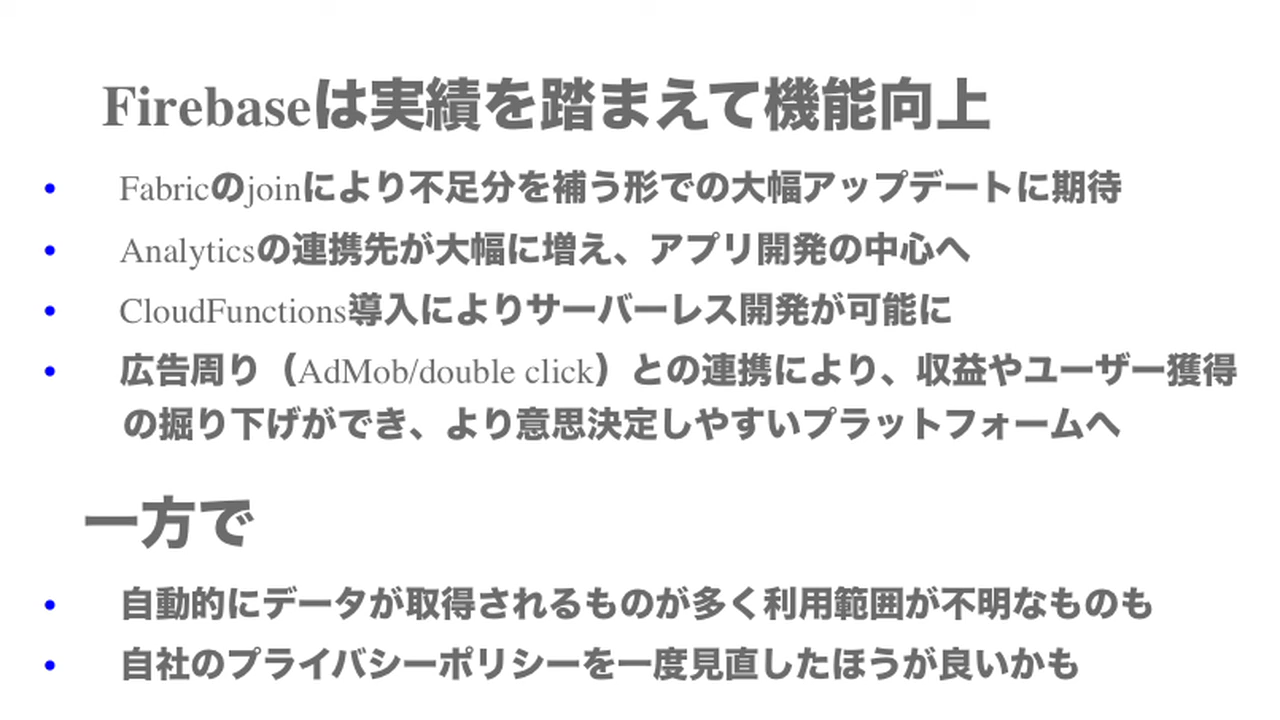 Firebaseは実績を踏まえて機能向上
• Fabricのjoinにより不足分を補う形での大幅アップデートに期待
• Analyticsの連携先が大幅に増え、アプリ開発の中心へ
• CloudFunctions導入によりサーバーレス開発が可能に
• 広告周り（AdMob/double click）との連携により、収益やユーザー獲得
の掘り下げができ、より意思決定しやすいプラットフォームへ
一方で
• 自動的にデータが取得されるものが多く利用範囲が不明なものも
• 自社のプライバシーポリシーを一度見直したほうが良いかも